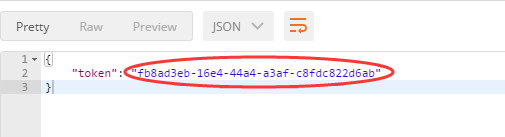 Pretty Raw Preview JSON
1 {
2 "token": "fb8ad3eb-16e4-44a4-a3af-c8fdc822d6ab"
3 }